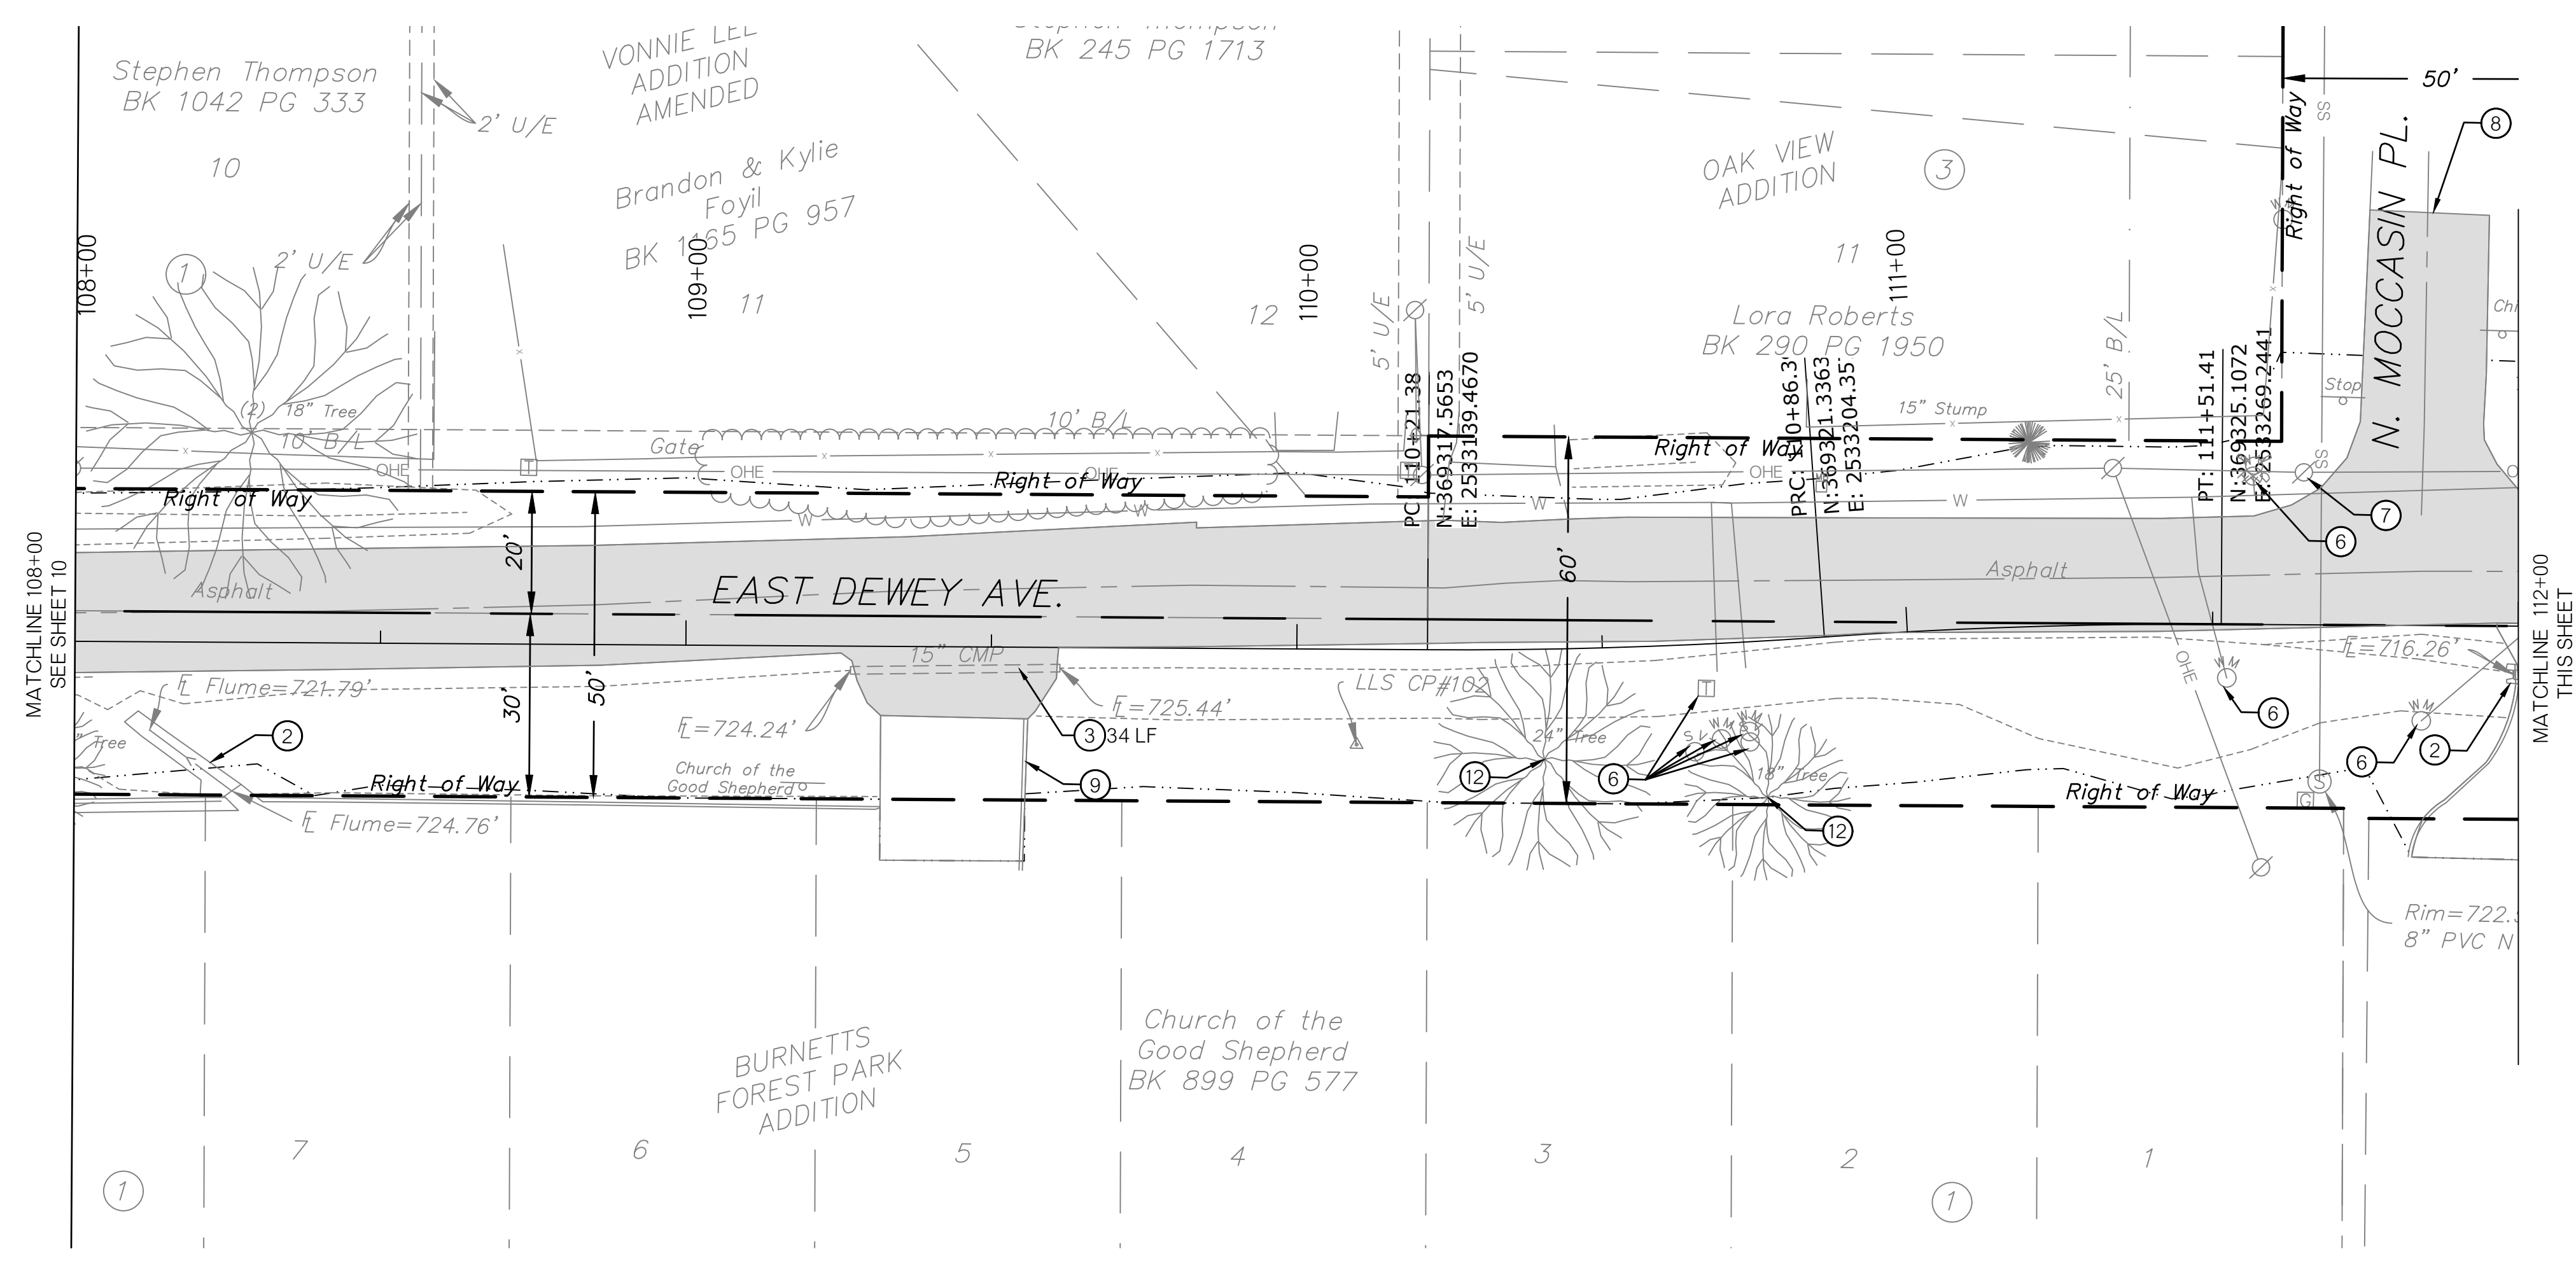 Stephen Thompson
BK 1042 PG 333
10
2' U/E
2' U/E
1
VONNIE LEE
ADDITION
AMENDED
Brandon & Kylie
Foyil
BK 1165 PG 957
11
Stephen Thompson
BK 245 PG 1713
12
OAK VIEW
ADDITION
3
11
Lora Roberts
BK 290 PG 1950
50'
Right of Way
SS
N. MOCCASIN PL.
8
WM
108+00
109+00
110+00
111+00
5' U/E
5' U/E
25' B/L
PC: 110+21.38
N:369317.5653
E: 2533139.4670
N:369321.3363
PT: 111+51.41
N:369325.1072
E: 2533269.2441
Stop
(2) 18" Tree
10' B/L
10' B/L
Gate
15" Stump
T
OHE
OHE
OHE
OHE
SS
Right of Way
Right of Way
Right of Way
W
W
W
W
7
6
MATCHLINE 108+00
SEE SHEET 10
MATCHLINE 112+00
THIS SHEET
20'
60'
Asphalt
EAST DEWEY AVE.
Asphalt
15" CMP
30'
50'
FL Flume=721.79'
FL=724.24'
FL=725.44'
LLS CP#102
T
OHE
WM
FL=716.26'
2
3
34 LF
24" Tree
SV
WM
WM
6
WM
6
2
Tree
Church of the
Good Shepherd
9
12
6
18" Tree
Right of Way
Right of Way
S
G
12
FL Flume=724.76'
8" PVC N
BURNETTS
FOREST PARK
ADDITION
Church of the
Good Shepherd
BK 899 PG 577
7
6
5
4
3
2
1
1
1